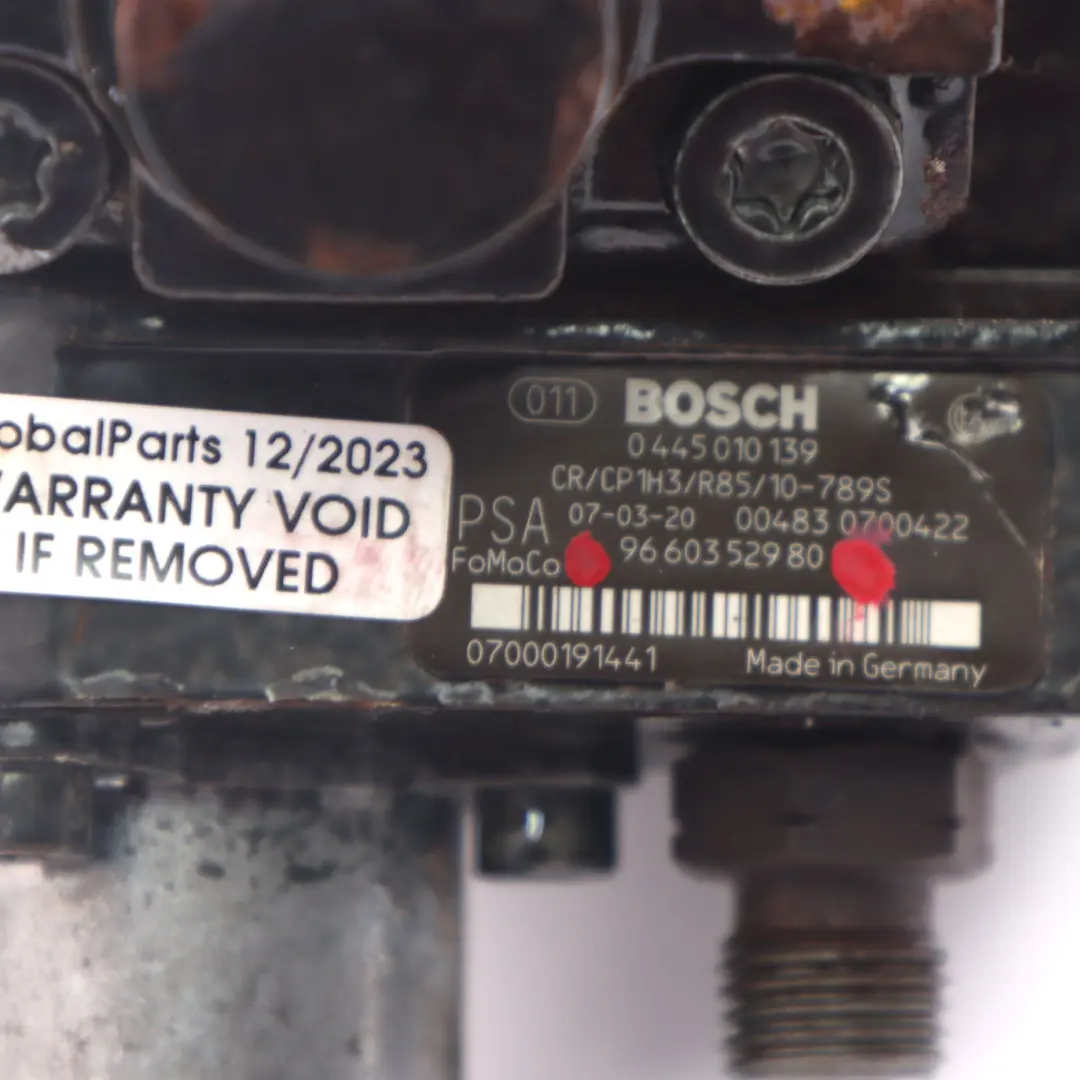 obalParts 12/2023
ARRANTY VOID
IF REMOVED
011 BOSCH
0 445 010 139
CR/CP1H3/R85/10-789S
PSA 07-03-20 00483 0700422
FoMoCo 96 603 529 80
07000191441 Made in Germany